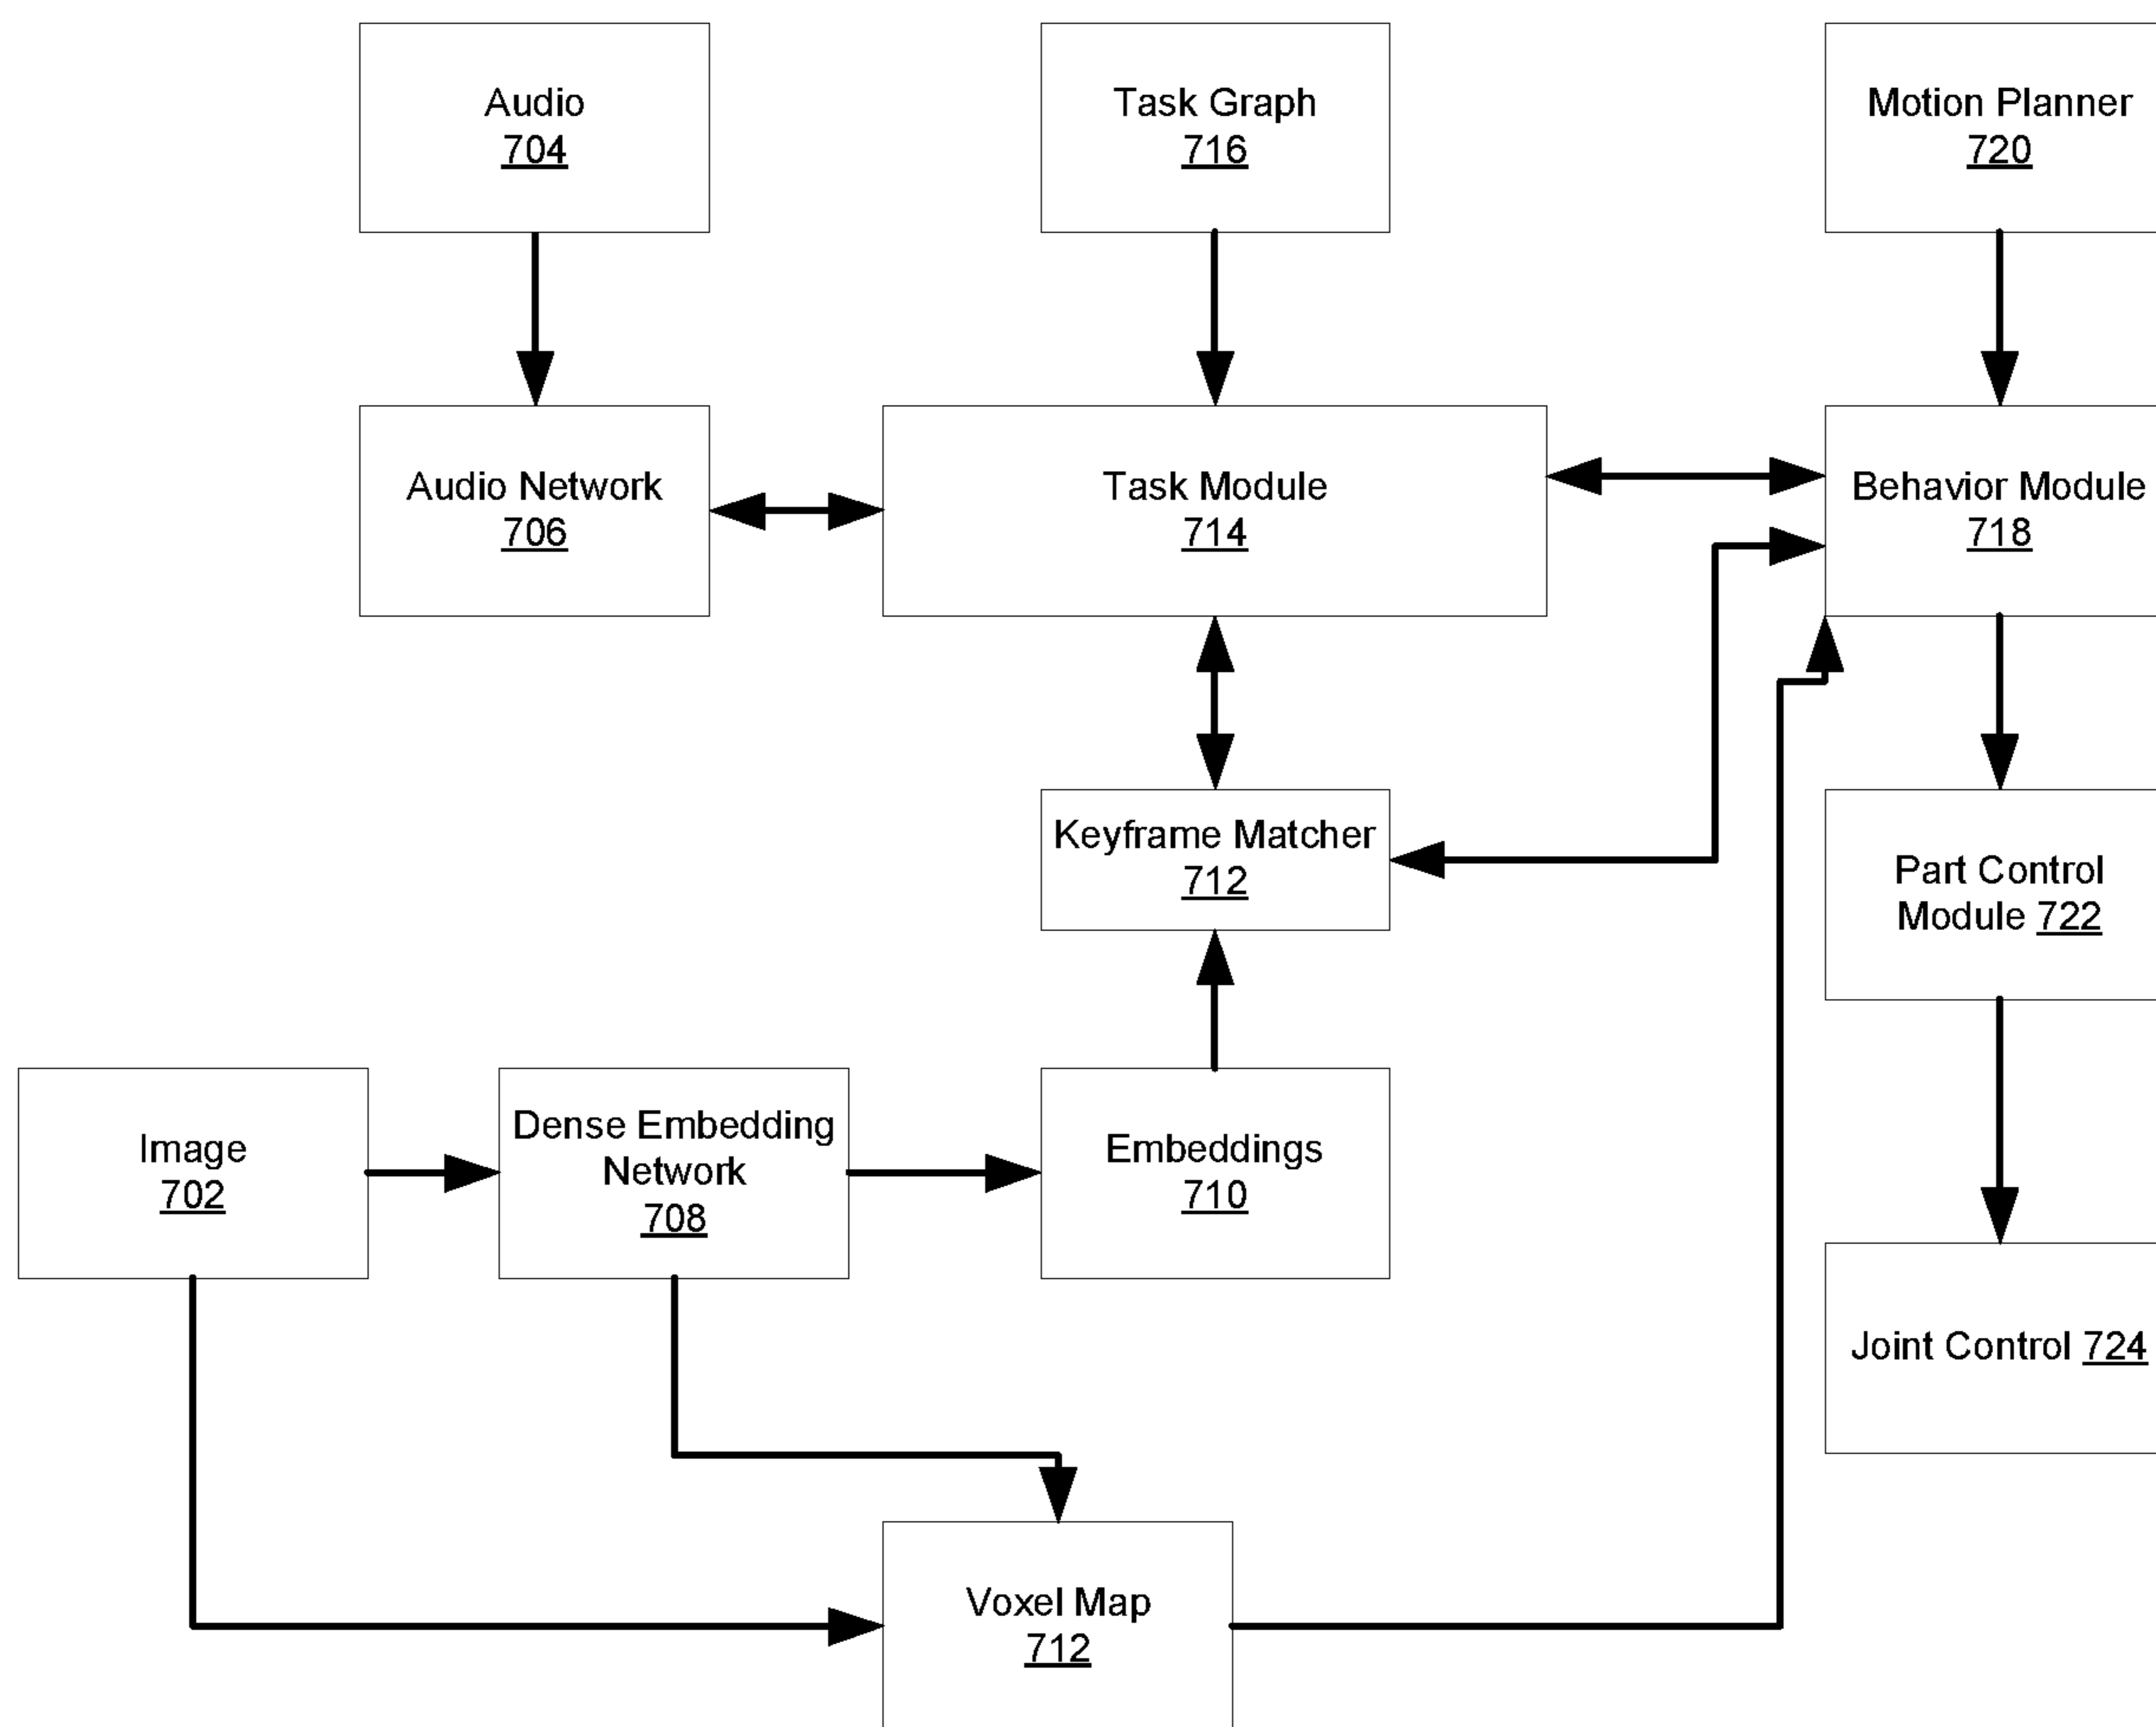 Audio
704
Task Graph
716
Motion Planner
720
Audio Network
706
Task Module
714
Behavior Module
718
Keyframe Matcher
712
Part Control
Module 722
Image
702
Dense Embedding
Network
708
Embeddings
710
Joint Control 724
Voxel Map
712